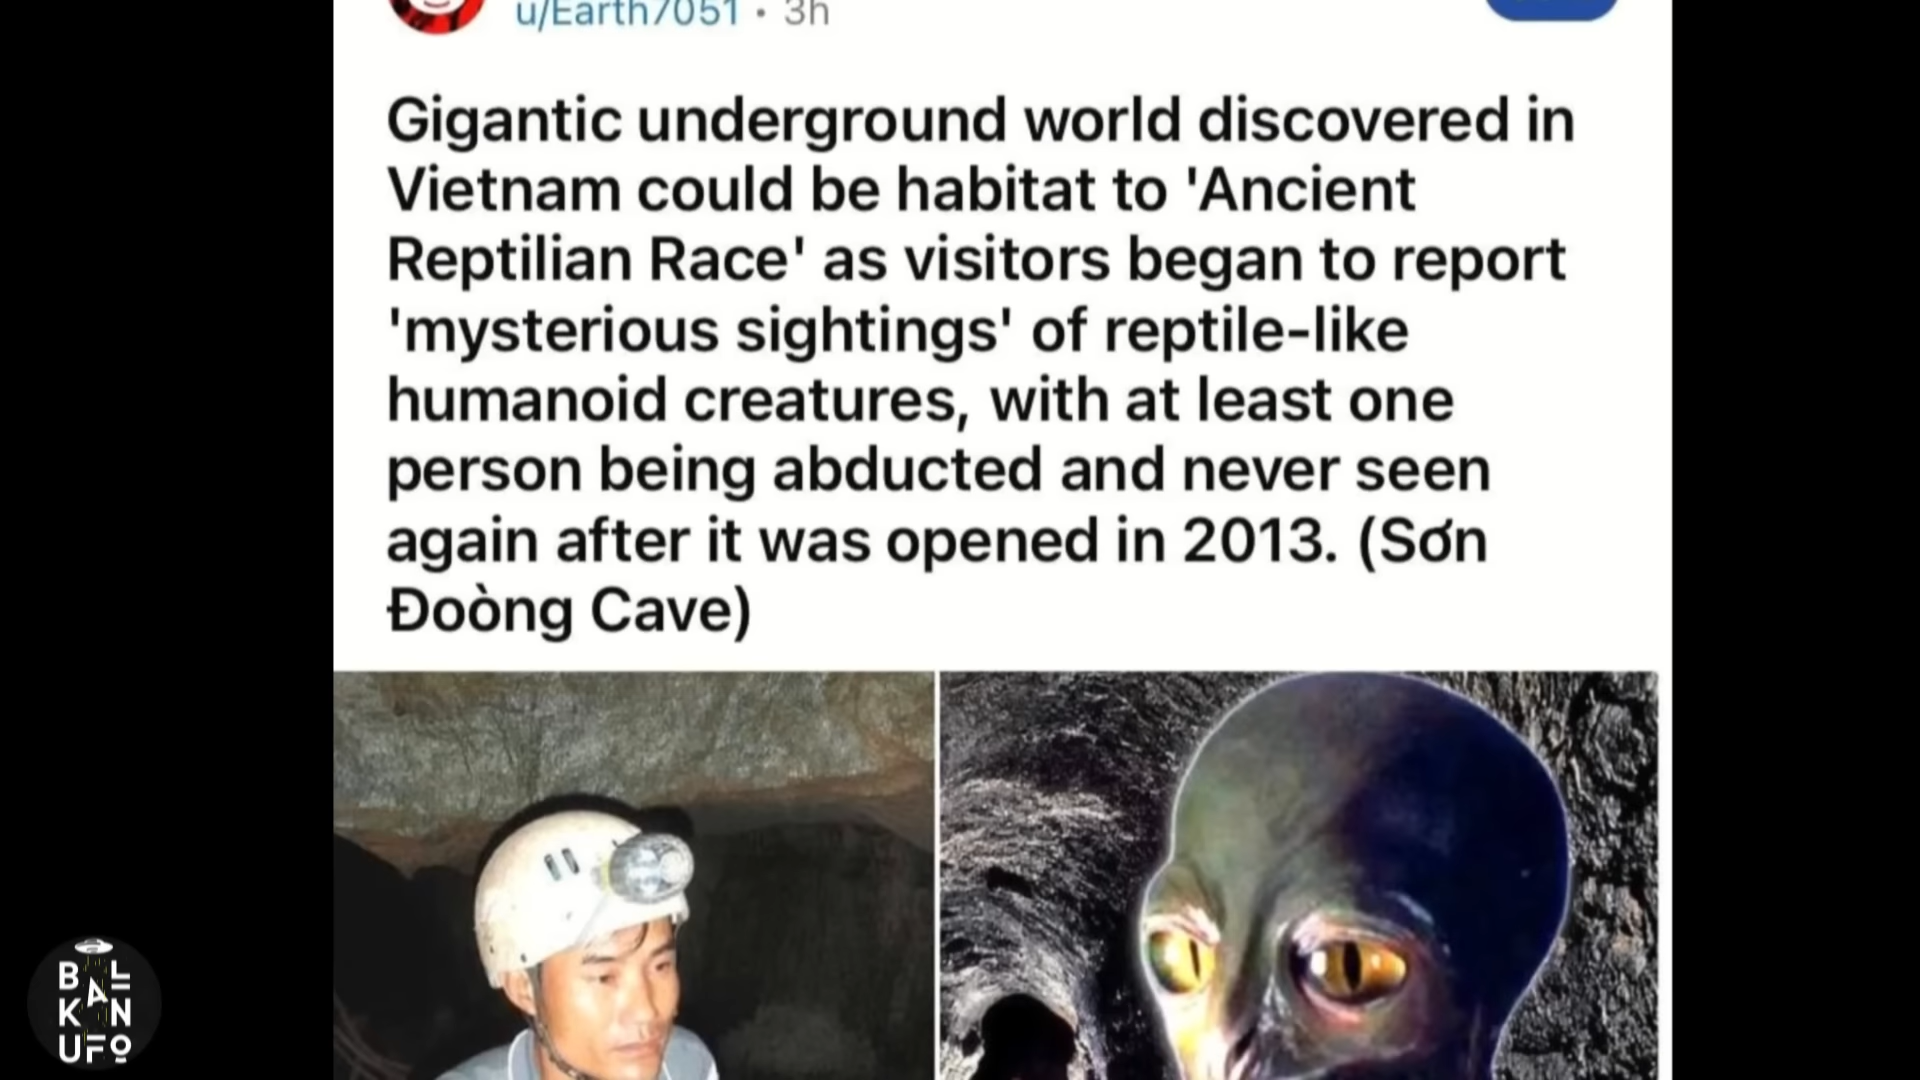 u/Earth7051 • 3h
Gigantic underground world discovered in
Vietnam could be habitat to 'Ancient
Reptilian Race' as visitors began to report
'mysterious sightings' of reptile-like
humanoid creatures, with at least one
person being abducted and never seen
again after it was opened in 2013. (Sơn
Đoòng Cave)
BAL
KAN
UFO